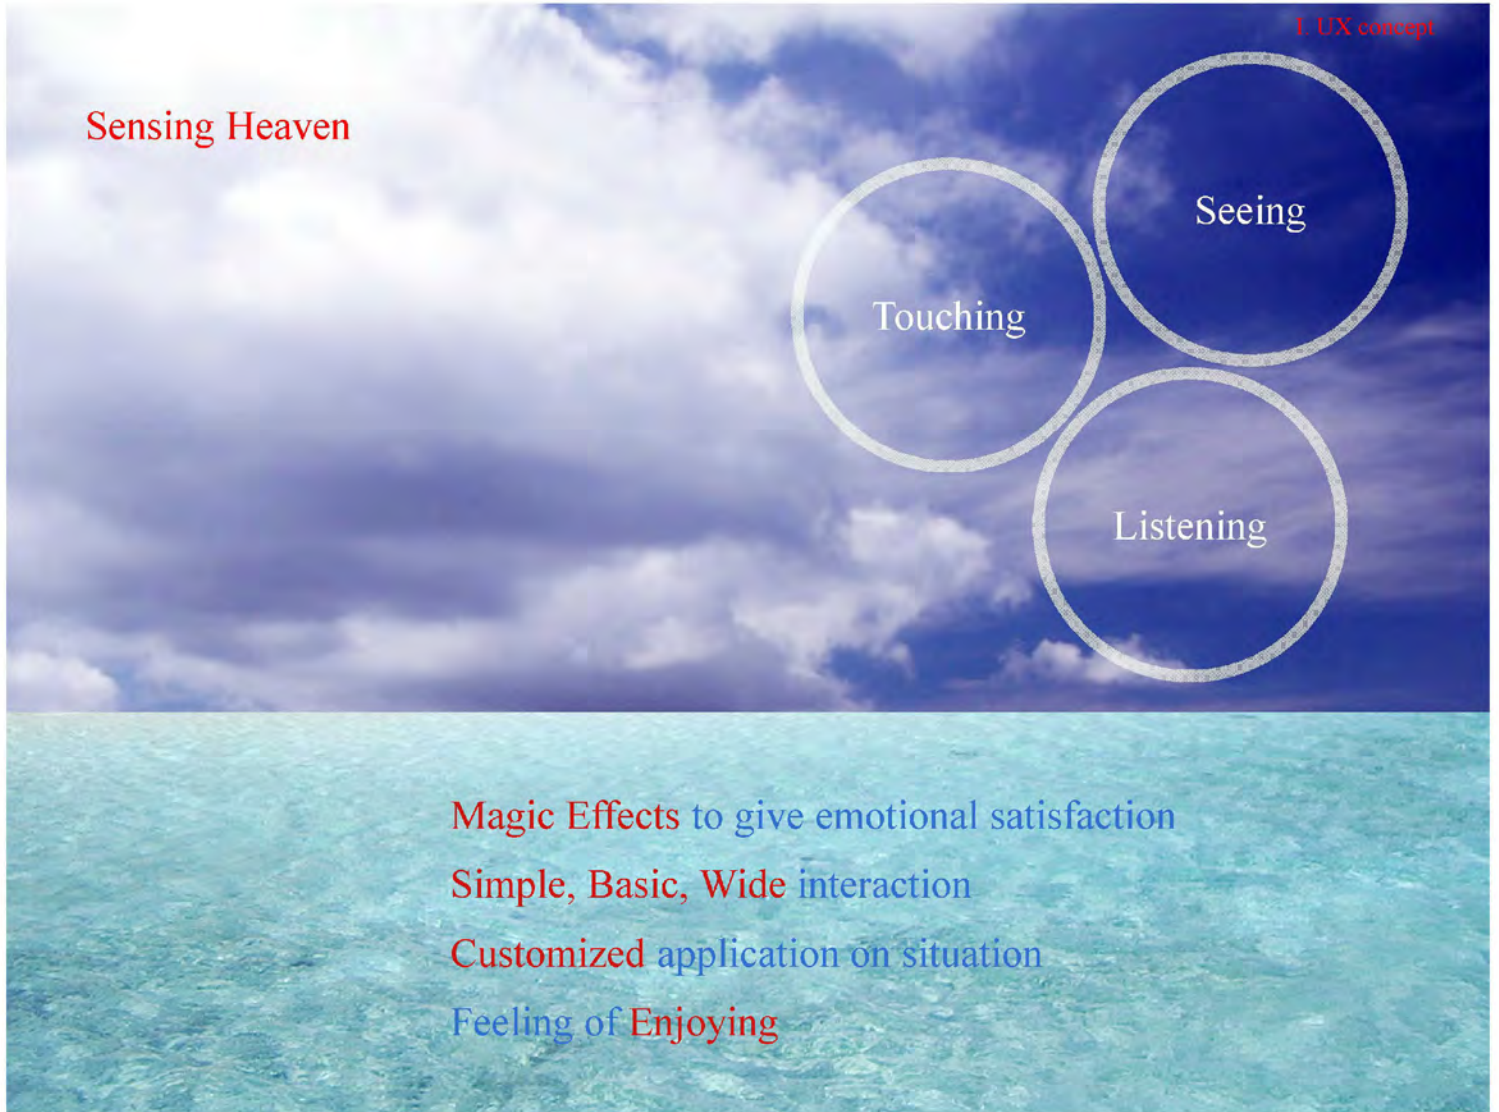 I. UX concept
Sensing Heaven
Seeing
Touching
Listening
Magic Effects to give emotional satisfaction
Simple, Basic, Wide interaction
Customized application on situation
Feeling of Enjoying